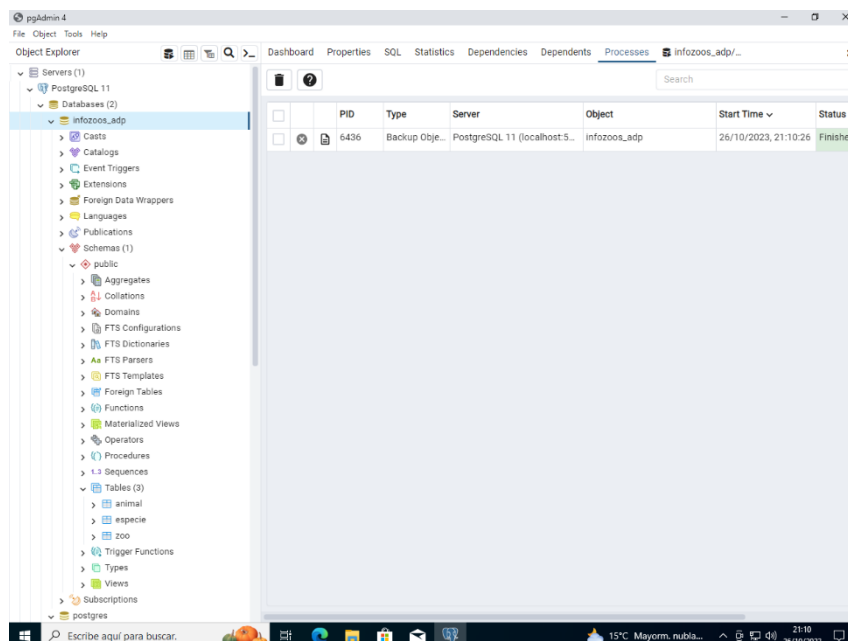 pgAdmin 4
File Object Tools Help
Object Explorer
Dashboard Properties SQL Statistics Dependencies Dependents Processes infozoos_adp/...
Servers (1)
PostgreSQL 11
Databases (2)
infozoos_adp
Casts
Catalogs
Event Triggers
Extensions
Foreign Data Wrappers
Languages
Publications
Schemas (1)
public
Aggregates
Collations
Domains
FTS Configurations
FTS Dictionaries
Aa FTS Parsers
FTS Templates
Foreign Tables
Functions
Materialized Views
Operators
Procedures
1..3 Sequences
Tables (3)
animal
especie
zoo
Trigger Functions
Types
Views
Subscriptions
postgres
Search
PID Type Server Object Start Time Status
6436 Backup Obje... PostgreSQL 11 (localhost:5... infozoos_adp 26/10/2023, 21:10:26 Finishe
Escribe aquí para buscar.
15°C Mayorm. nubla...
21:10
26/10/2023